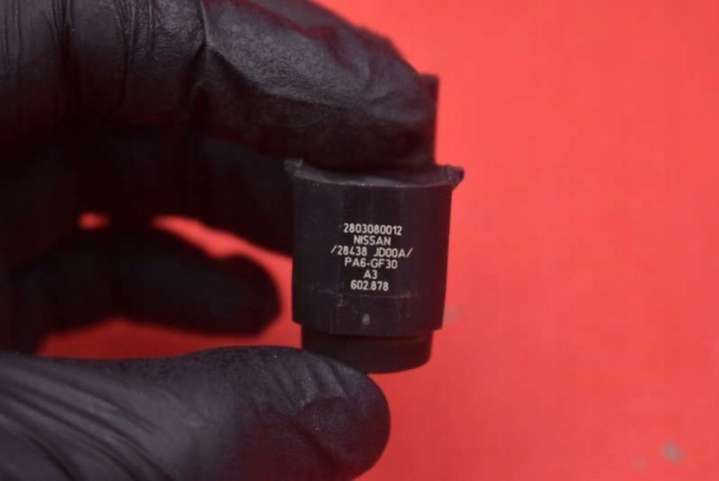 2803080012
NISSAN
/28438 JD00A/
PA6-GF30
A3
602.878